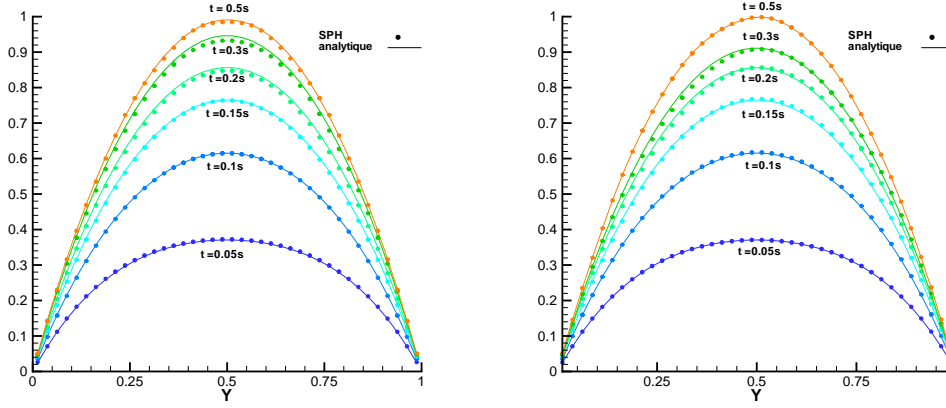 t = 0.5s
1
SPH
analytique
0.9
t =0.3s
0.8
t =0.2s
0.7
t =0.15s
0.6
t =0.1s
0.5
0.4
0.3
t =0.05s
0.2
0.1
0
0
0.25
0.5
0.75
1
Y
t = 0.5s
1
SPH
analytique
0.9
t =0.3s
0.8
t =0.2s
0.7
t =0.15s
0.6
t =0.1s
0.5
0.4
0.3
t =0.05s
0.2
0.1
0
0.25
0.5
0.75
Y